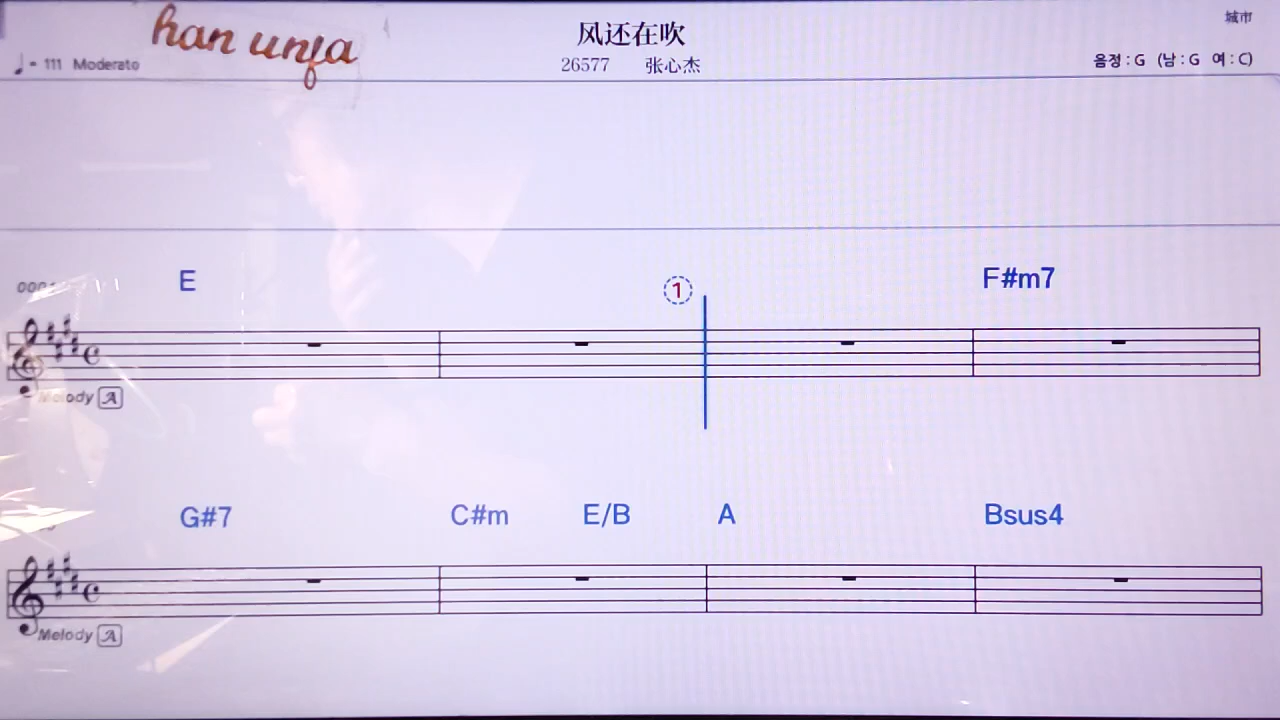 han unfa
风还在吹
城市
♩= 111 Moderato
26577 张心杰
음정 : G (남 : G 여 : C)
E
①
F#m7
Melody A
G#7 C#m E/B A Bsus4
Melody A